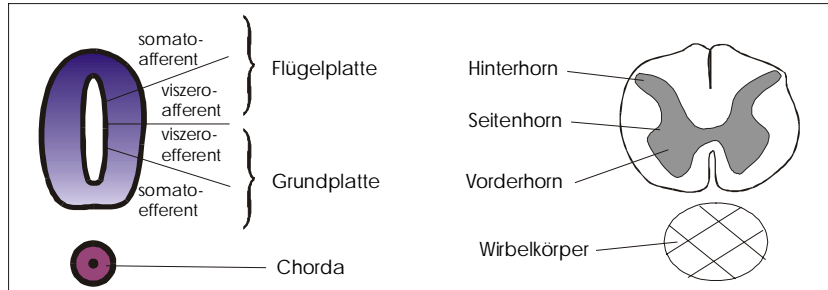 somato-
afferent
viszero-
afferent
viszero-
efferent
somato-
efferent
Flügelplatte
Grundplatte
Chorda
Hinterhorn
Seitenhorn
Vorderhorn
Wirbelkörper